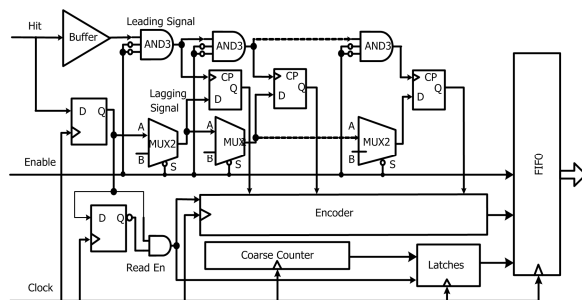 Leading Signal
Hit
Buffer
AND3
AND3
AND3
CP
Q
D
CP
Q
D
CP
Q
D
Lagging
Signal
D
Q
A
MUX2
B
S
A
MUX
B
S
A
MUX2
B
S
Enable
FIFO
D
Q
Encoder
Read En
Coarse Counter
Latches
Clock